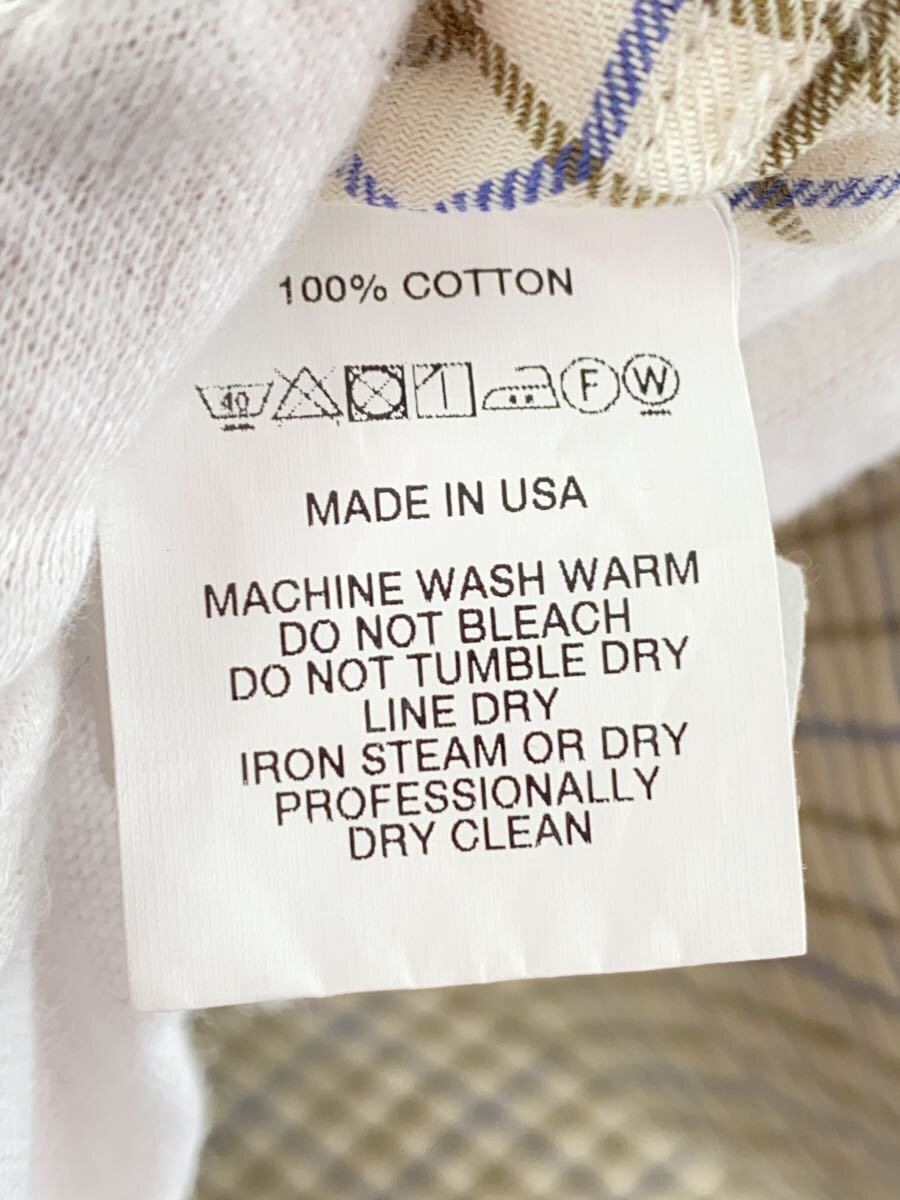 100% COTTON
40 F W
MADE IN USA
MACHINE WASH WARM
DO NOT BLEACH
DO NOT TUMBLE DRY
LINE DRY
IRON STEAM OR DRY
PROFESSIONALLY
DRY CLEAN